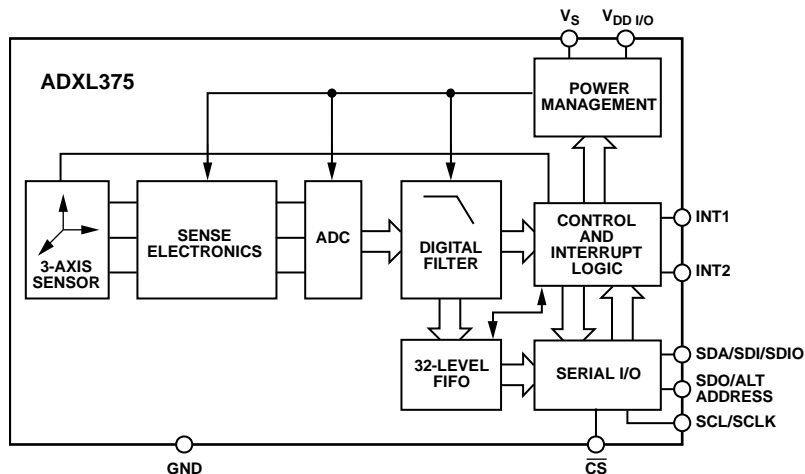 V_S
V_DD I/O
ADXL375
POWER
MANAGEMENT
3-AXIS
SENSOR
SENSE
ELECTRONICS
ADC
DIGITAL
FILTER
CONTROL
AND
INTERRUPT
LOGIC
INT1
INT2
32-LEVEL
FIFO
SERIAL I/O
SDA/SDI/SDIO
SDO/ALT
ADDRESS
SCL/SCLK
GND
C̅S̅